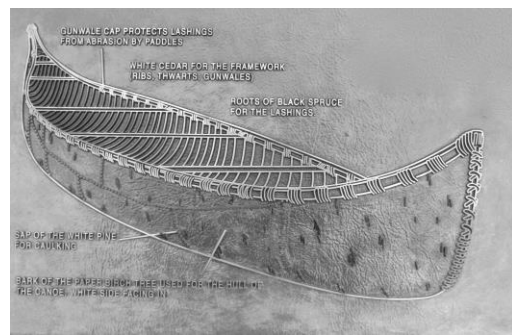 GUNWALE CAP PROTECTS LASHINGS
FROM ABRASION BY PADDLES
WHITE CEDAR FOR THE FRAMEWORK
RIBS, THWARTS, GUNWALES
ROOTS OF BLACK SPRUCE
FOR THE LASHINGS
SAP OF THE WHITE PINE
FOR CAULKING
BARK OF THE PAPER BIRCH TREE USED FOR THE HULL OF
THE CANOE: WHITE SIDE FACING IN